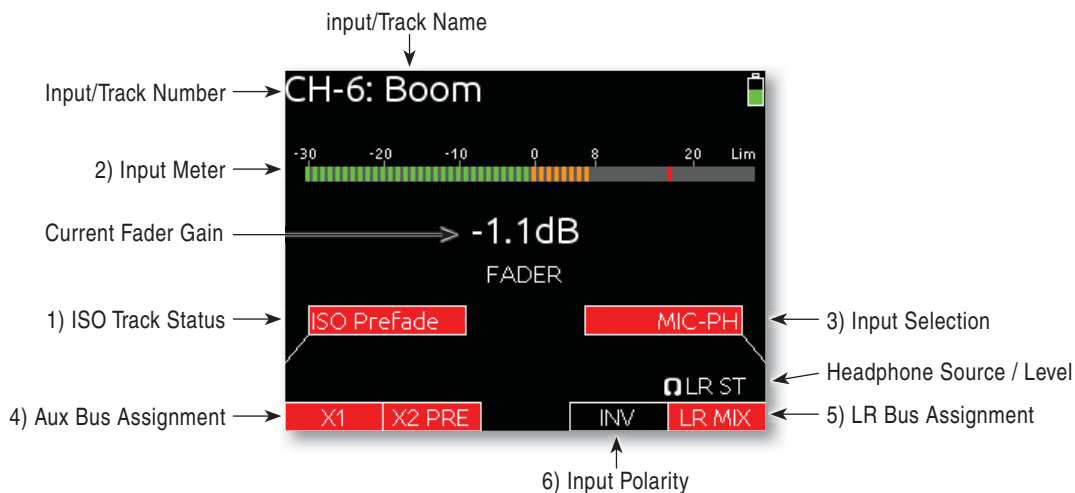 input/Track Name
Input/Track Number
CH-6: Boom
2) Input Meter
-30 -20 -10 0 8 20 Lim
Current Fader Gain
-1.1dB
FADER
1) ISO Track Status
ISO Prefade
MIC-PH
3) Input Selection
LR ST
Headphone Source / Level
4) Aux Bus Assignment
X1 X2 PRE INV LR MIX
5) LR Bus Assignment
6) Input Polarity